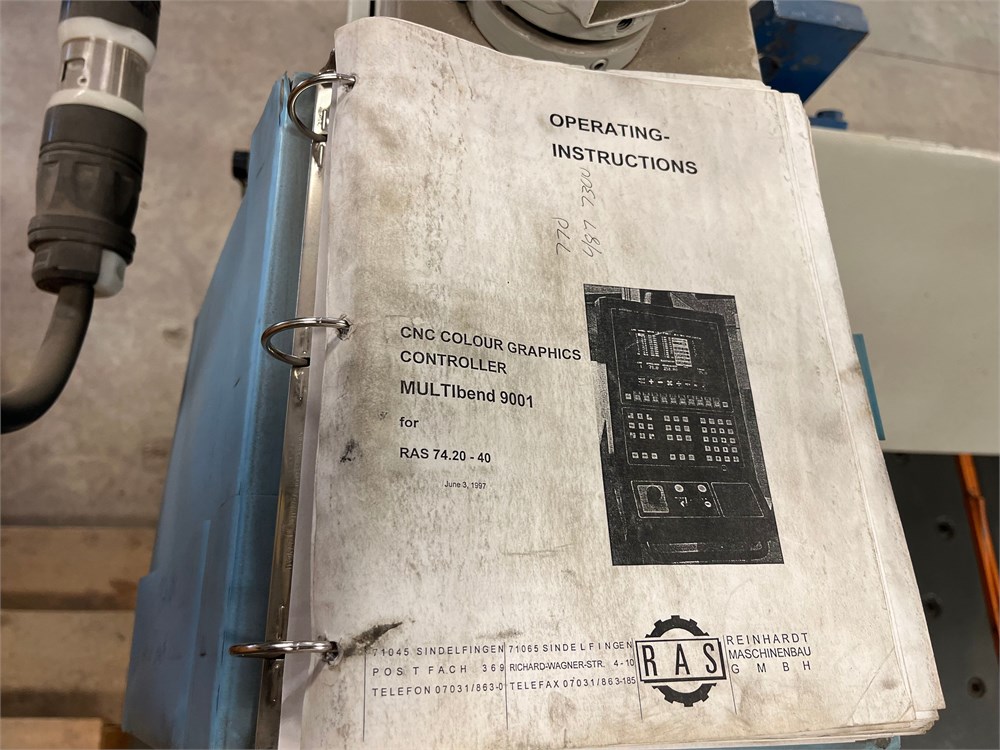 OPERATING-
INSTRUCTIONS
CNC COLOUR GRAPHICS
CONTROLLER
MULTIbend 9001
for
RAS 74.20 - 40
June 3, 1997
71045 SINDELFINGEN
POSTFACH 369
TELEFON 07031/863-0
71065 SINDELFINGEN
RICHARD-WAGNER-STR. 4-10
TELEFAX 07031/863-185
RAS
REINHARDT
MASCHINENBAU
GMBH